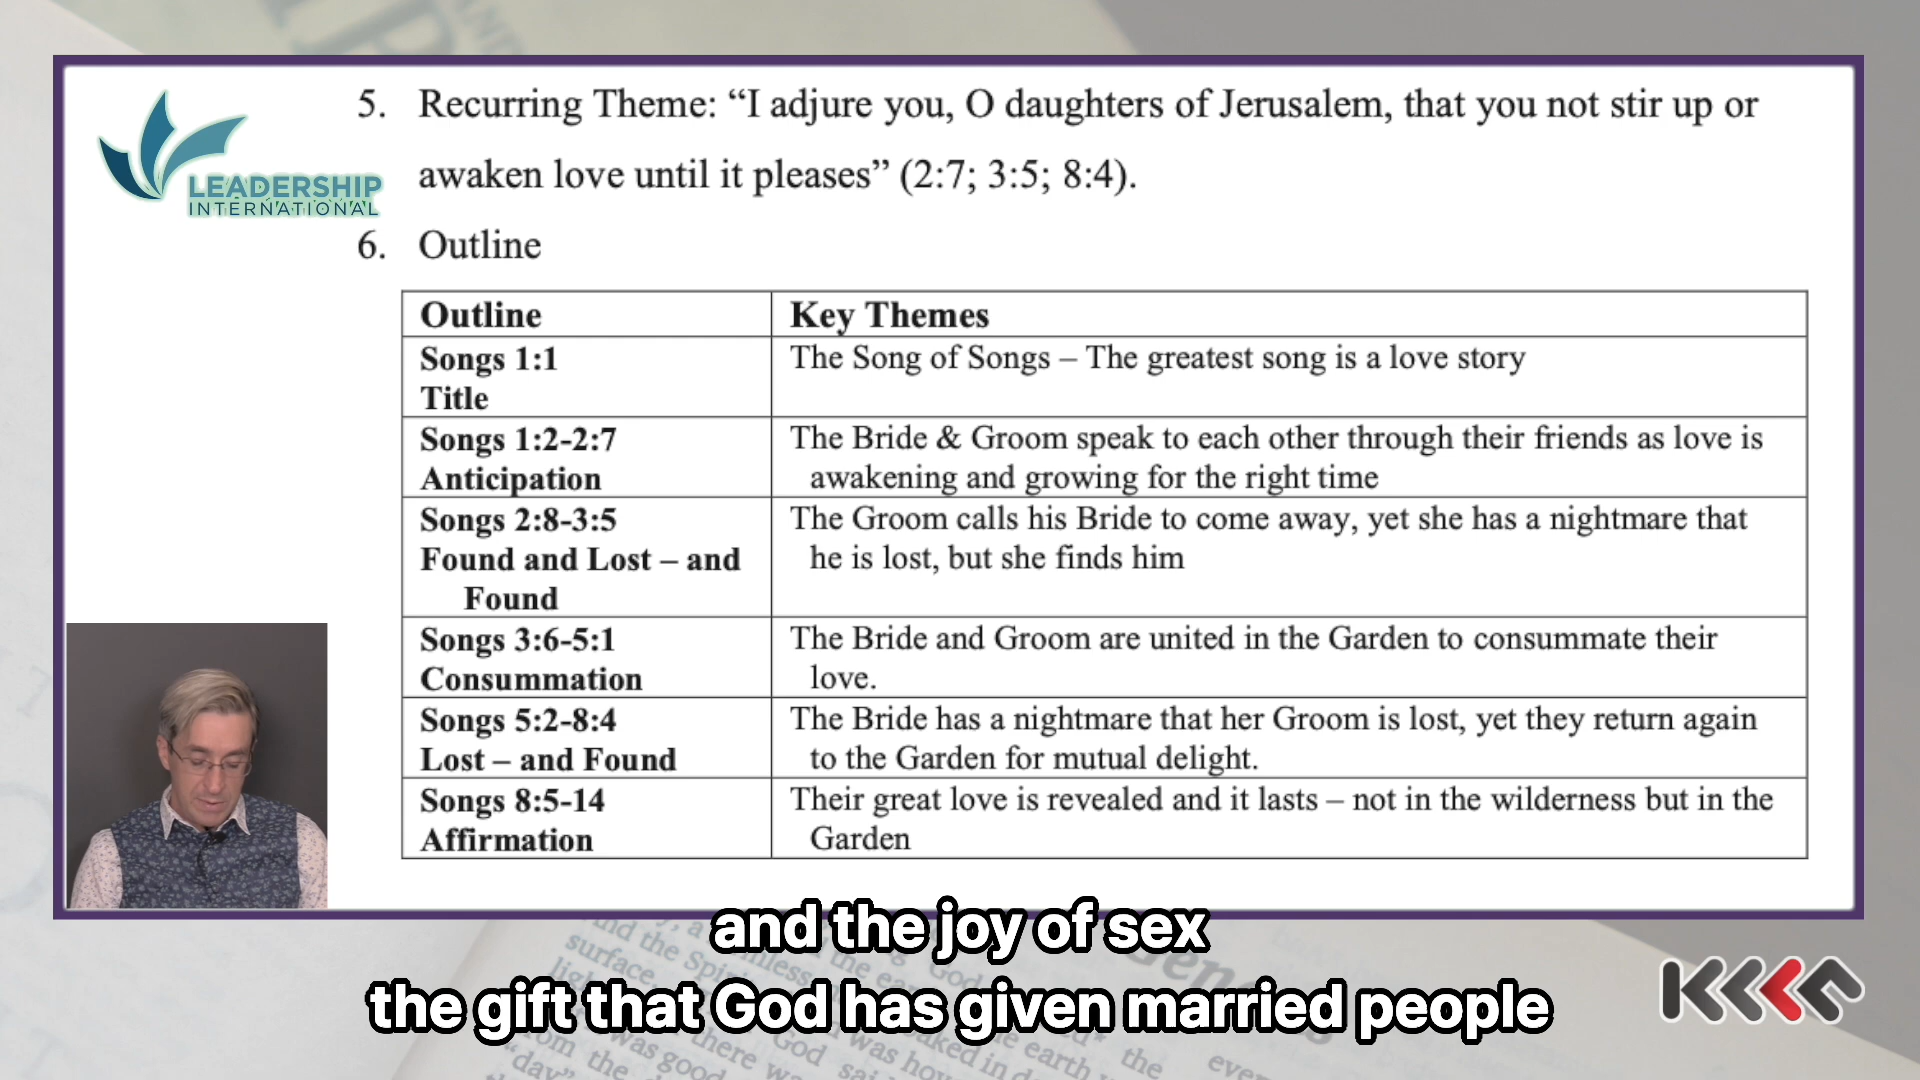 5. Recurring Theme: “I adjure you, O daughters of Jerusalem, that you not stir up or
awaken love until it pleases” (2:7; 3:5; 8:4).
LEADERSHIP
INTERNATIONAL
6. Outline
Outline
Key Themes
Songs 1:1
Title
The Song of Songs – The greatest song is a love story
Songs 1:2-2:7
Anticipation
The Bride & Groom speak to each other through their friends as love is
awakening and growing for the right time
Songs 2:8-3:5
Found and Lost – and
Found
The Groom calls his Bride to come away, yet she has a nightmare that
he is lost, but she finds him
Songs 3:6-5:1
Consummation
The Bride and Groom are united in the Garden to consummate their
love.
Songs 5:2-8:4
Lost – and Found
The Bride has a nightmare that her Groom is lost, yet they return again
to the Garden for mutual delight.
Songs 8:5-14
Affirmation
Their great love is revealed and it lasts – not in the wilderness but in the
Garden
and the joy of sex
the gift that God has given married people